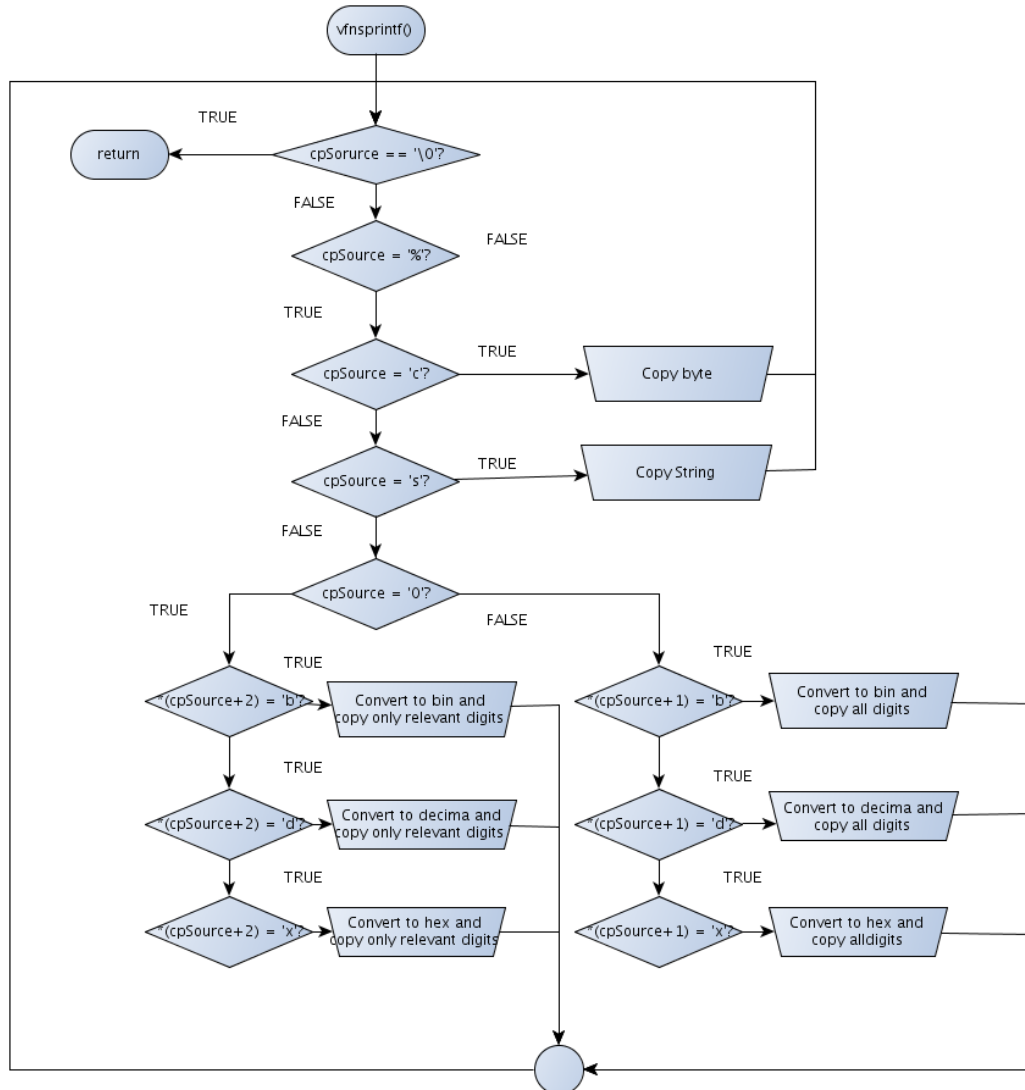 vfnsprintf()
TRUE
return
cpSorurce == '\0'?
FALSE
cpSource = '%'?
FALSE
TRUE
cpSource = 'c'?
TRUE
Copy byte
FALSE
cpSource = 's'?
TRUE
Copy String
FALSE
cpSource = '0'?
TRUE
FALSE
TRUE
*(cpSource+2) = 'b'?
Convert to bin and
copy only relevant digits
TRUE
*(cpSource+1) = 'b'?
Convert to bin and
copy all digits
TRUE
*(cpSource+2) = 'd'?
Convert to decima and
copy only relevant digits
TRUE
*(cpSource+1) = 'd'?
Convert to decima and
copy all digits
TRUE
*(cpSource+2) = 'x'?
Convert to hex and
copy only relevant digits
TRUE
*(cpSource+1) = 'x'?
Convert to hex and
copy alldigits